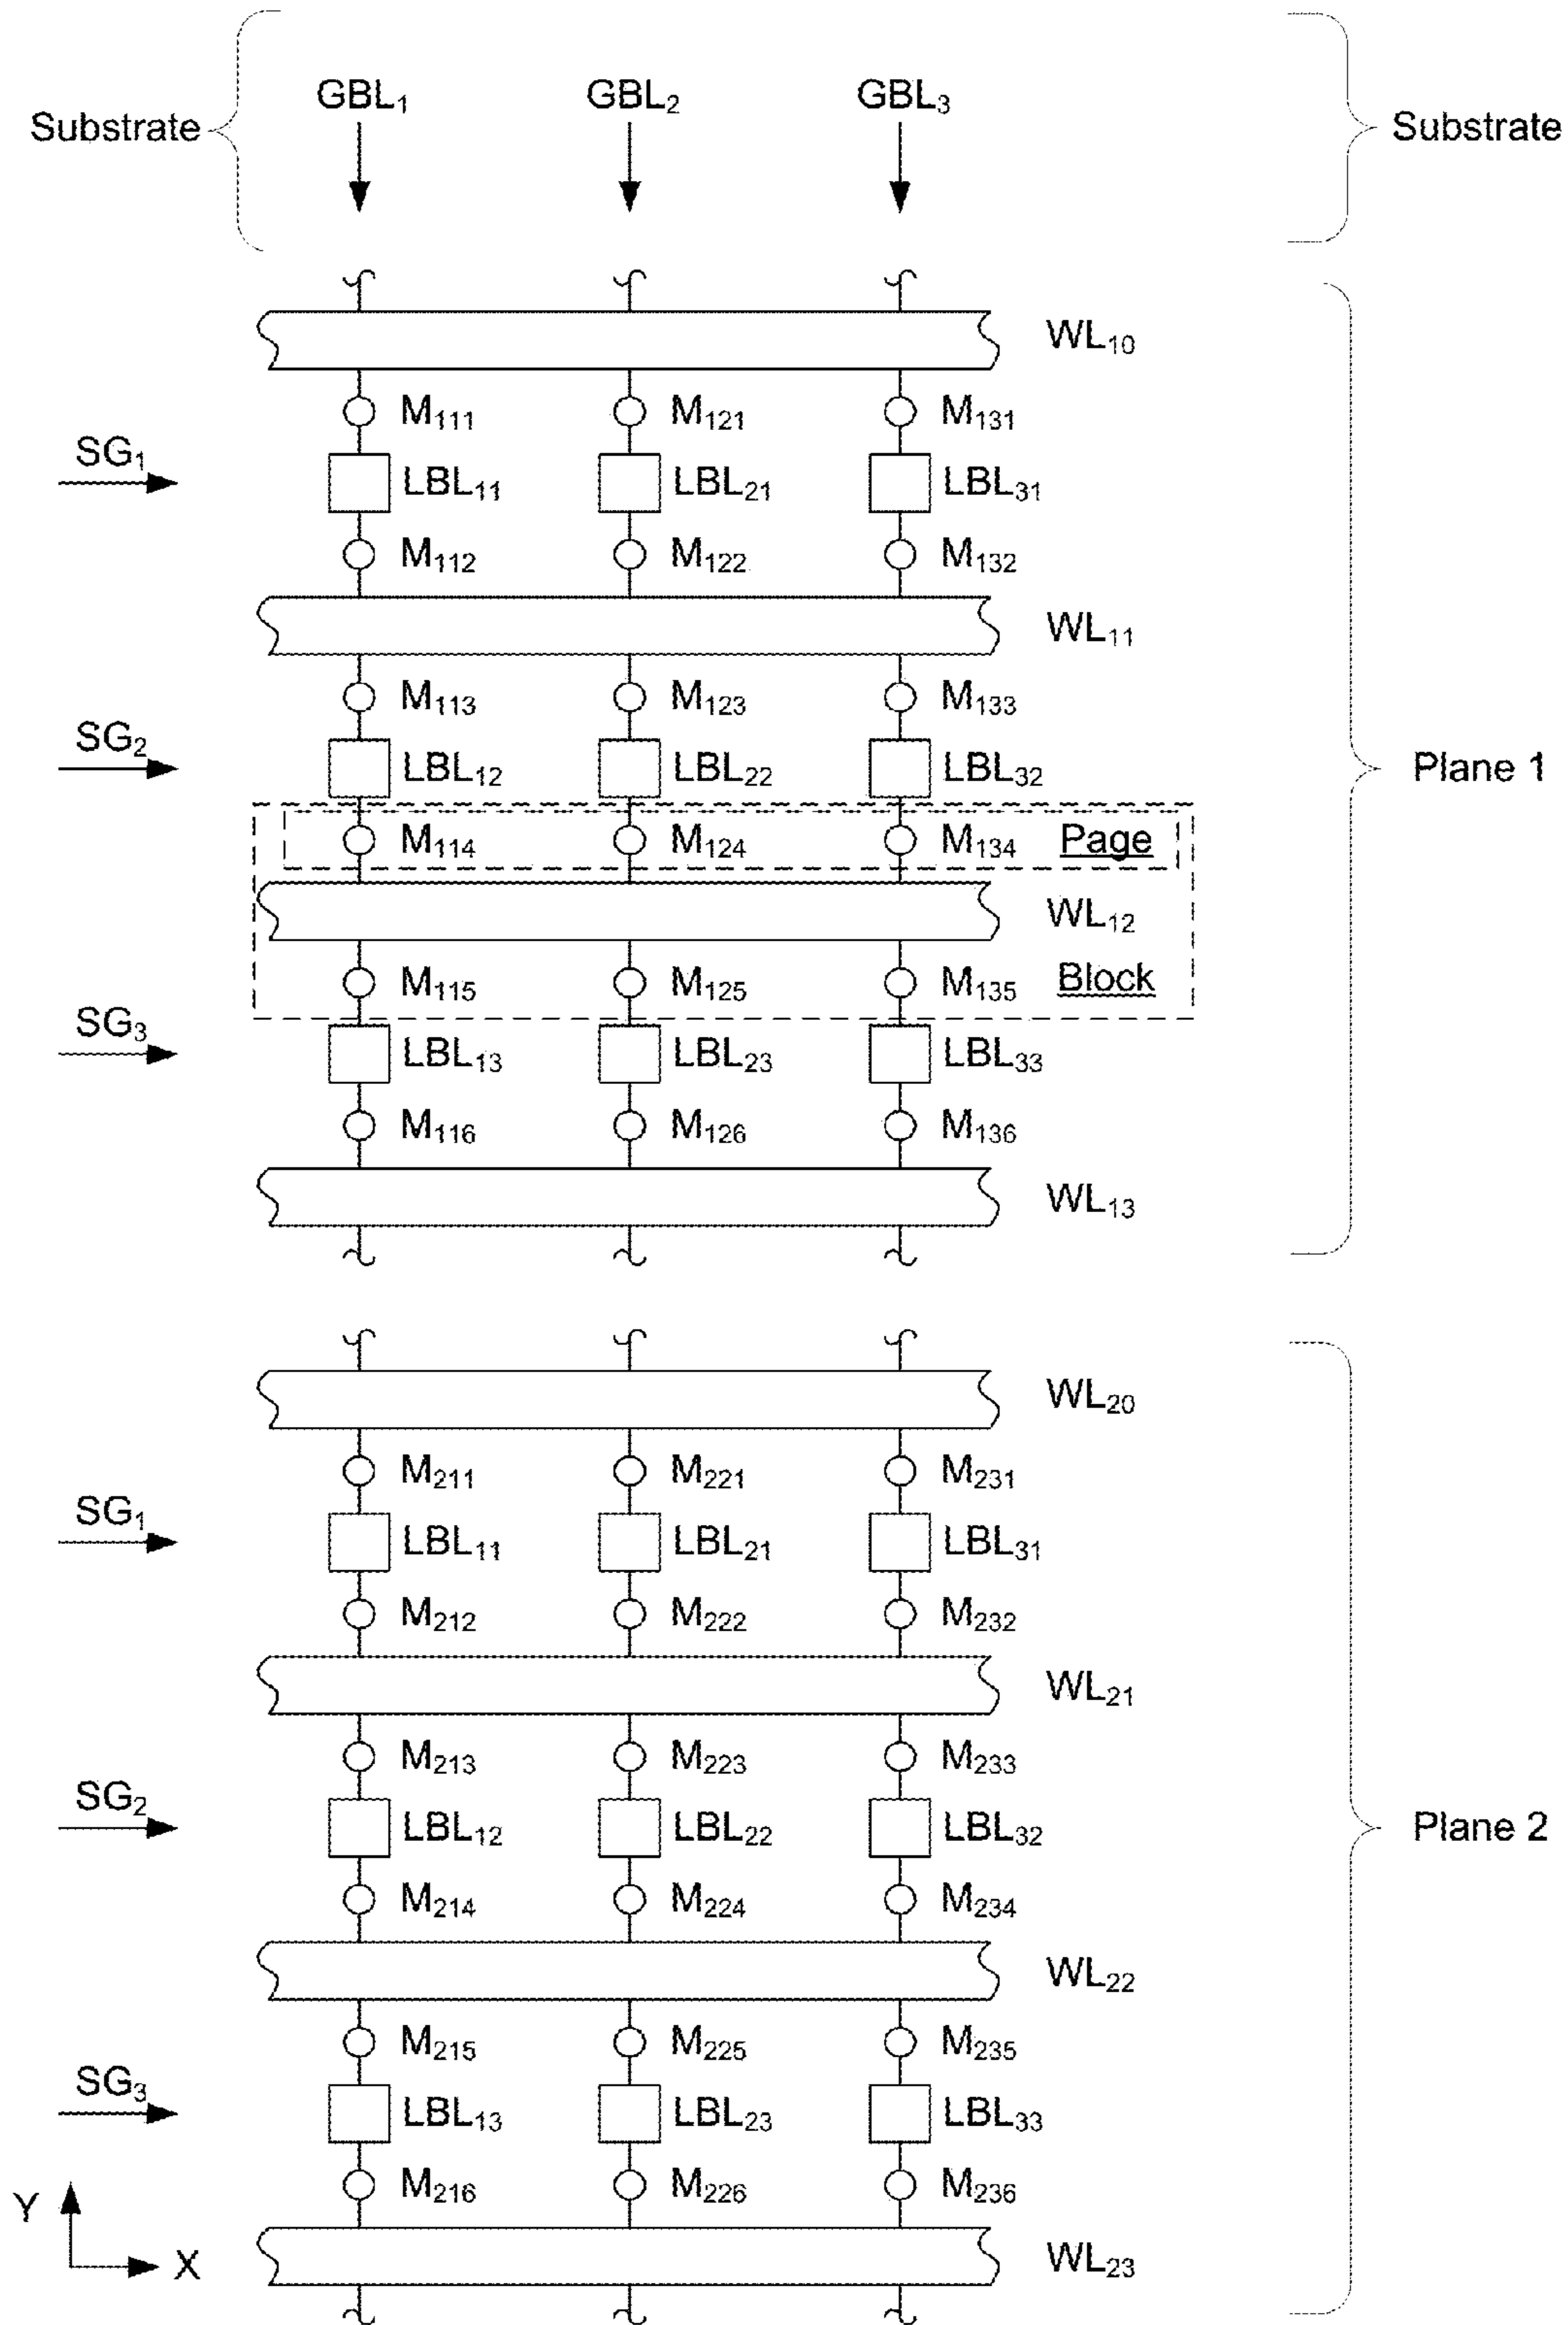 GBL₁ GBL₂ GBL₃
Substrate Substrate
WL₁₀
M₁₁₁ M₁₂₁ M₁₃₁
SG₁ LBL₁₁ LBL₂₁ LBL₃₁
M₁₁₂ M₁₂₂ M₁₃₂
WL₁₁
M₁₁₃ M₁₂₃ M₁₃₃
SG₂ LBL₁₂ LBL₂₂ LBL₃₂ Plane 1
M₁₁₄ M₁₂₄ M₁₃₄ Page
WL₁₂
M₁₁₅ M₁₂₅ M₁₃₅ Block
SG₃ LBL₁₃ LBL₂₃ LBL₃₃
M₁₁₆ M₁₂₆ M₁₃₆
WL₁₃
WL₂₀
M₂₁₁ M₂₂₁ M₂₃₁
SG₁ LBL₁₁ LBL₂₁ LBL₃₁
M₂₁₂ M₂₂₂ M₂₃₂
WL₂₁
M₂₁₃ M₂₂₃ M₂₃₃
SG₂ LBL₁₂ LBL₂₂ LBL₃₂ Plane 2
M₂₁₄ M₂₂₄ M₂₃₄
WL₂₂
M₂₁₅ M₂₂₅ M₂₃₅
SG₃ LBL₁₃ LBL₂₃ LBL₃₃
M₂₁₆ M₂₂₆ M₂₃₆
Y
X WL₂₃